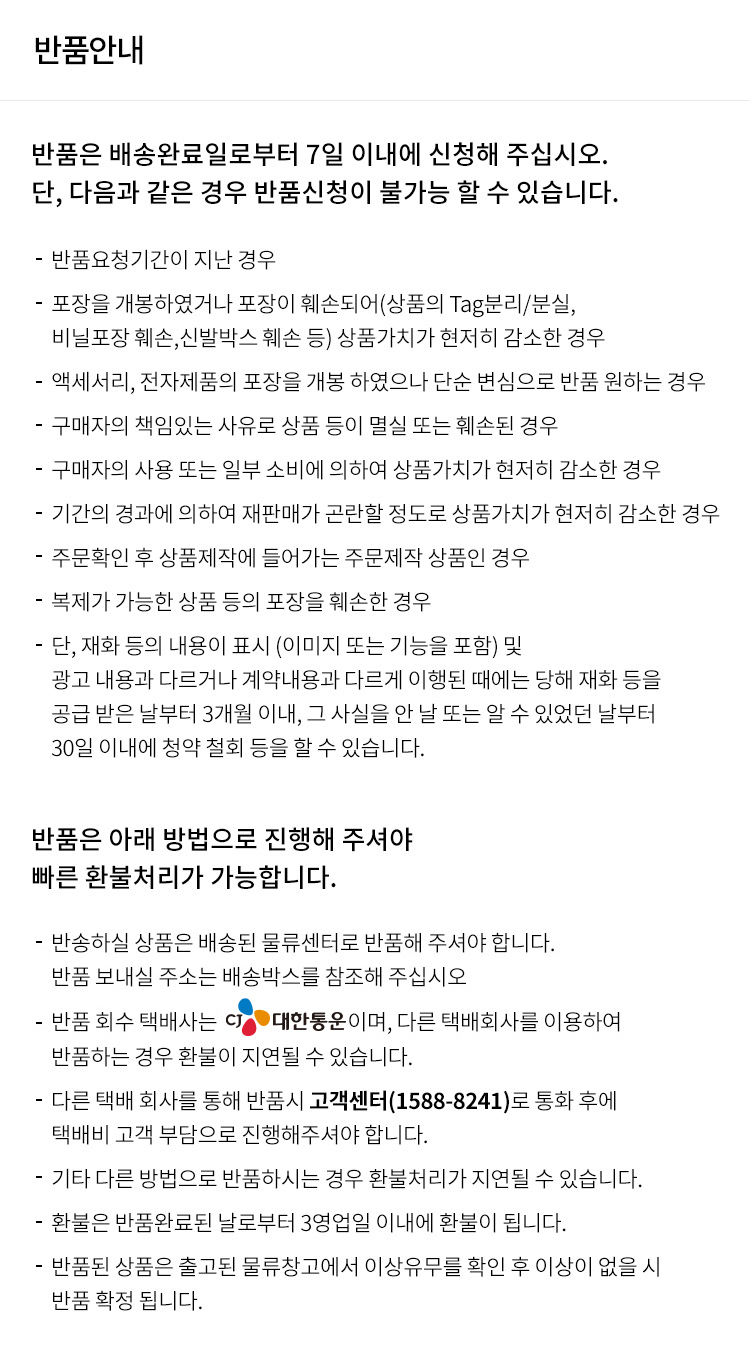 반품안내
반품은 배송완료일로부터 7일 이내에 신청해 주십시오.
단, 다음과 같은 경우 반품신청이 불가능 할 수 있습니다.
- 반품요청기간이 지난 경우
- 포장을 개봉하였거나 포장이 훼손되어(상품의 Tag분리/분실,
비닐포장 훼손,신발박스 훼손 등) 상품가치가 현저히 감소한 경우
- 액세서리, 전자제품의 포장을 개봉 하였으나 단순 변심으로 반품 원하는 경우
- 구매자의 책임있는 사유로 상품 등이 멸실 또는 훼손된 경우
- 구매자의 사용 또는 일부 소비에 의하여 상품가치가 현저히 감소한 경우
- 기간의 경과에 의하여 재판매가 곤란할 정도로 상품가치가 현저히 감소한 경우
- 주문확인 후 상품제작에 들어가는 주문제작 상품인 경우
- 복제가 가능한 상품 등의 포장을 훼손한 경우
- 단, 재화 등의 내용이 표시 (이미지 또는 기능을 포함) 및
광고 내용과 다르거나 계약내용과 다르게 이행된 때에는 당해 재화 등을
공급 받은 날부터 3개월 이내, 그 사실을 안 날 또는 알 수 있었던 날부터
30일 이내에 청약 철회 등을 할 수 있습니다.
반품은 아래 방법으로 진행해 주셔야
빠른 환불처리가 가능합니다.
- 반송하실 상품은 배송된 물류센터로 반품해 주셔야 합니다.
반품 보내실 주소는 배송박스를 참조해 주십시오
- 반품 회수 택배사는 CJ대한통운이며, 다른 택배회사를 이용하여
반품하는 경우 환불이 지연될 수 있습니다.
- 다른 택배 회사를 통해 반품시 고객센터(1588-8241)로 통화 후에
택배비 고객 부담으로 진행해주셔야 합니다.
- 기타 다른 방법으로 반품하시는 경우 환불처리가 지연될 수 있습니다.
- 환불은 반품완료된 날로부터 3영업일 이내에 환불이 됩니다.
- 반품된 상품은 출고된 물류창고에서 이상유무를 확인 후 이상이 없을 시
반품 확정 됩니다.